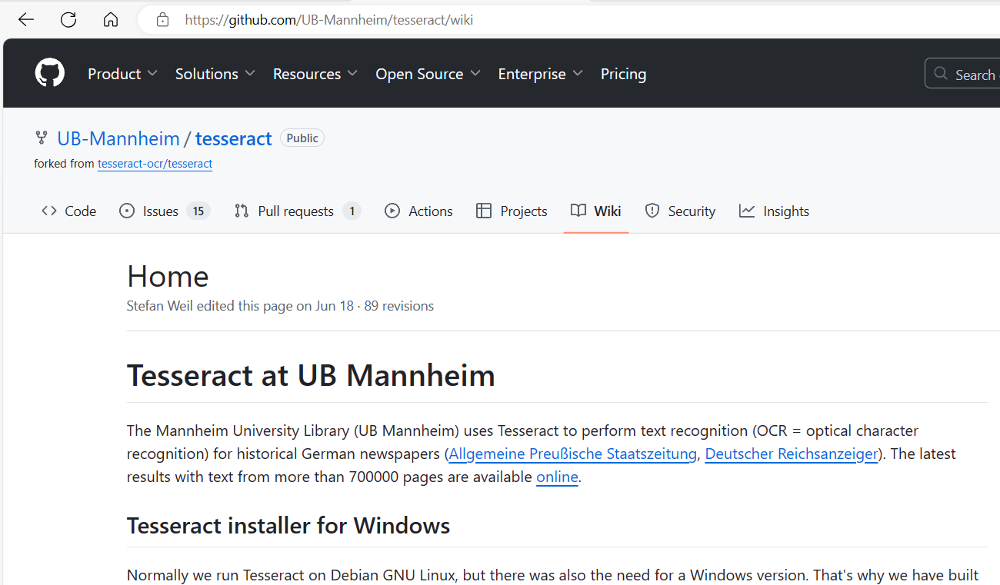 https://github.com/UB-Mannheim/tesseract/wiki
Product Solutions Resources Open Source Enterprise Pricing Search
UB-Mannheim / tesseract Public
forked from tesseract-ocr/tesseract
Code Issues 15 Pull requests 1 Actions Projects Wiki Security Insights
Home
Stefan Weil edited this page on Jun 18 · 89 revisions
Tesseract at UB Mannheim
The Mannheim University Library (UB Mannheim) uses Tesseract to perform text recognition (OCR = optical character
recognition) for historical German newspapers (Allgemeine Preußische Staatszeitung, Deutscher Reichsanzeiger). The latest
results with text from more than 700000 pages are available online.
Tesseract installer for Windows
Normally we run Tesseract on Debian GNU Linux, but there was also the need for a Windows version. That's why we have built